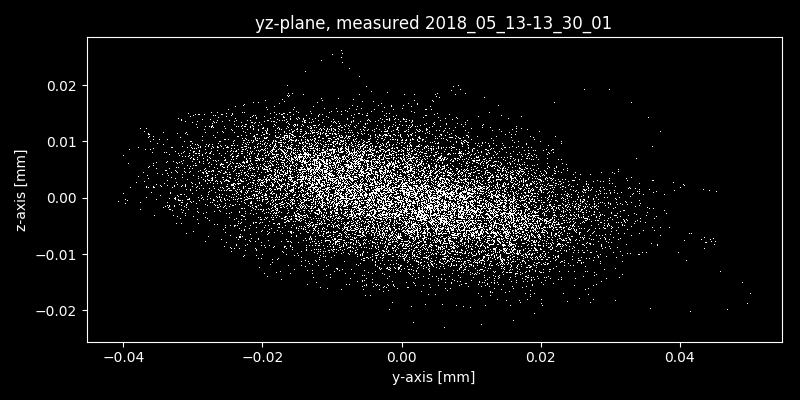 yz-plane, measured 2018_05_13-13_30_01
z-axis [mm]
0.02
0.01
0.00
−0.01
−0.02
−0.04 −0.02 0.00 0.02 0.04
y-axis [mm]